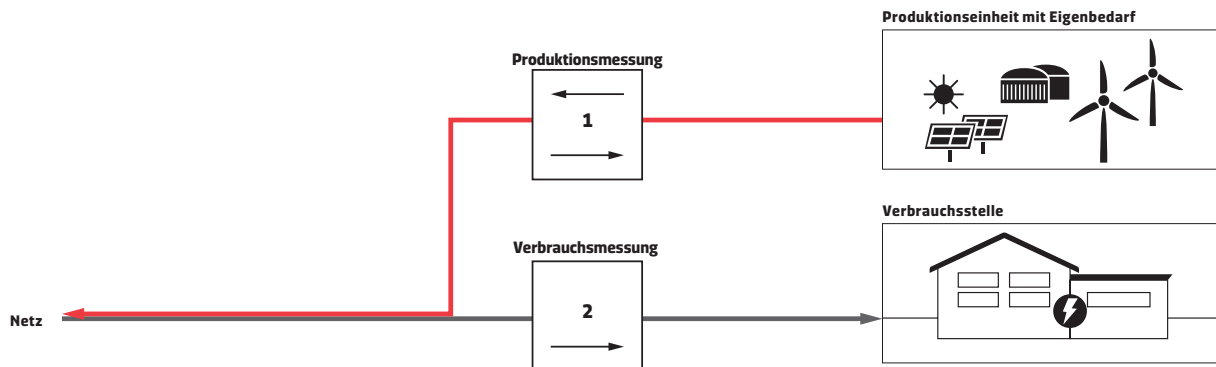 Produktionseinheit mit Eigenbedarf
Produktionsmessung
1
Verbrauchsstelle
Verbrauchsmessung
2
Netz